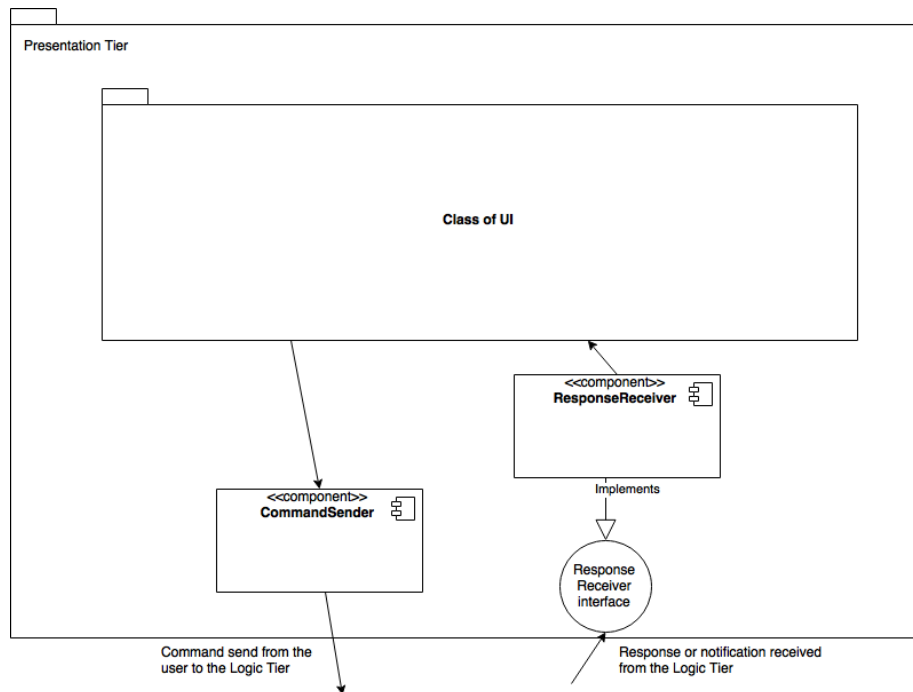 Presentation Tier
Class of UI
<<component>>
ResponseReceiver
Implements
<<component>>
CommandSender
Response
Receiver
interface
Command send from the
user to the Logic Tier
Response or notification received
from the Logic Tier